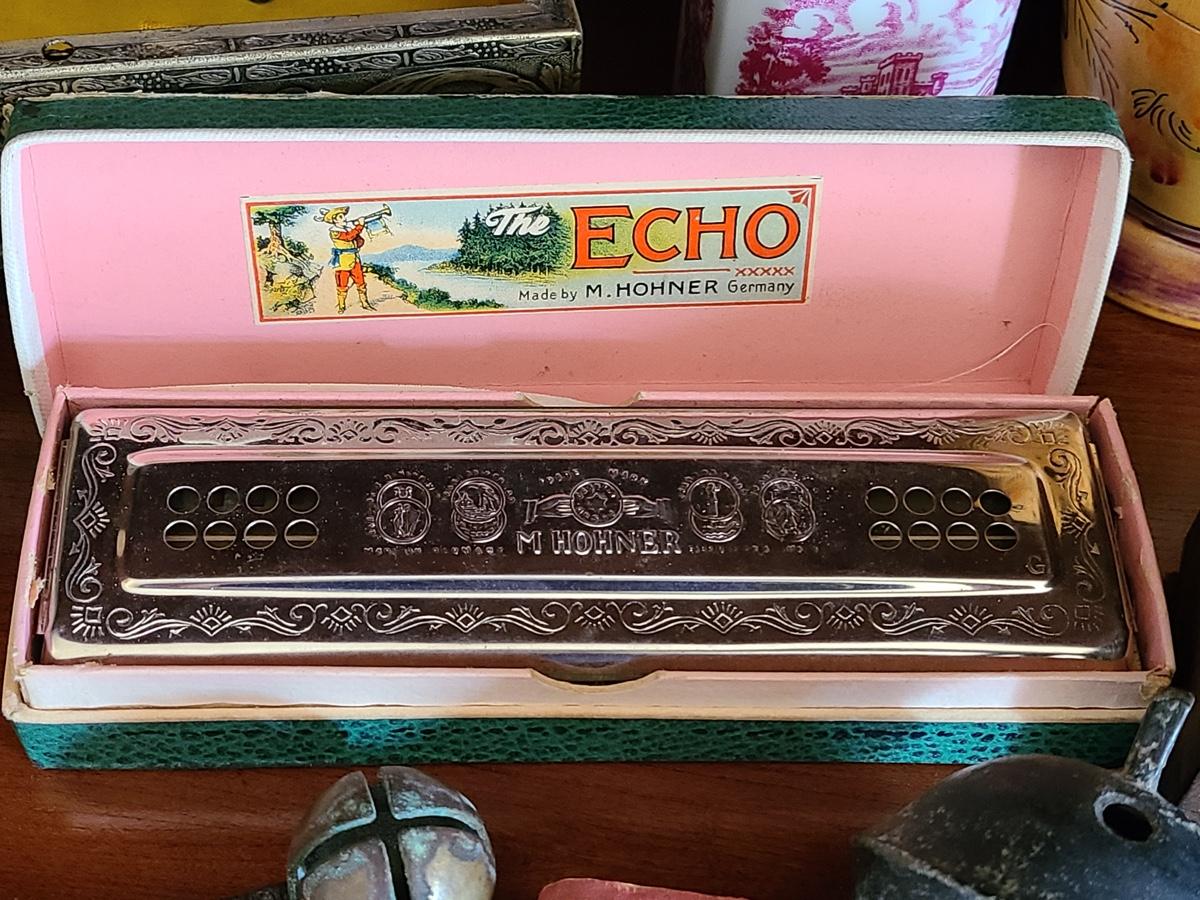 The ECHO
xxxxx
Made by M. HOHNER Germany
M HOHNER
G